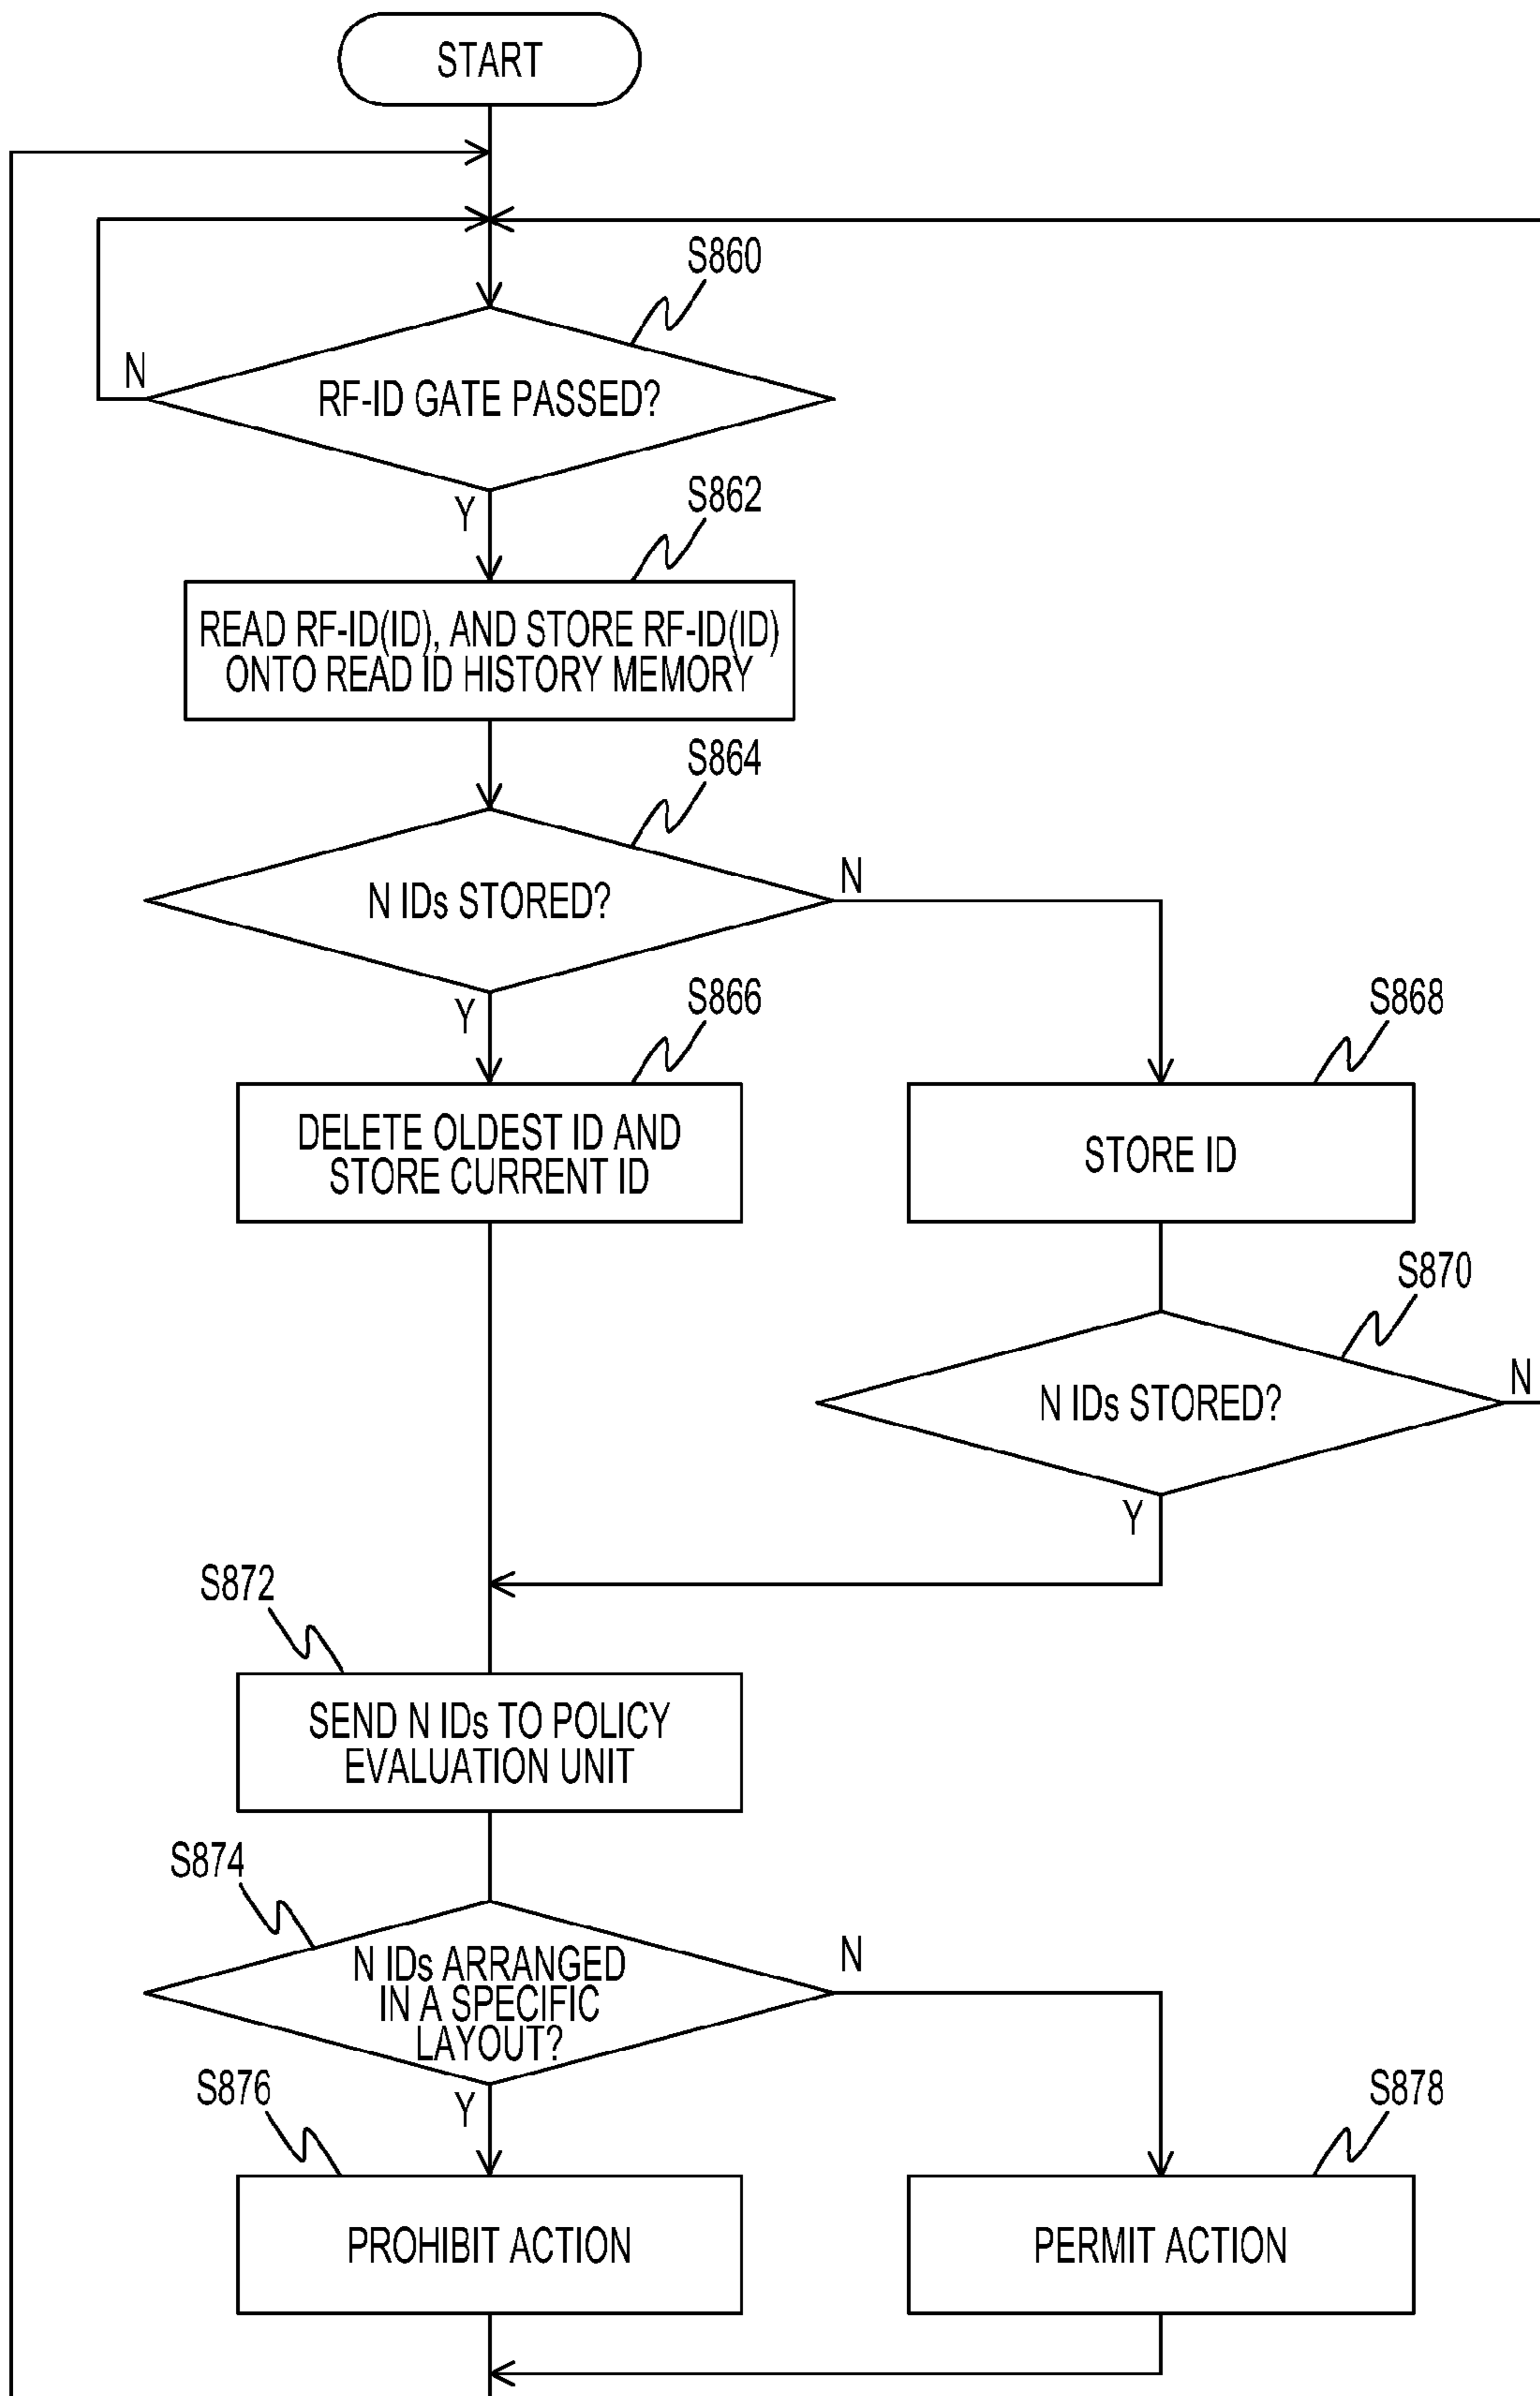 START
S860
N
RF-ID GATE PASSED?
Y
S862
READ RF-ID(ID), AND STORE RF-ID(ID)
ONTO READ ID HISTORY MEMORY
S864
N IDs STORED?
N
Y
S866
S868
DELETE OLDEST ID AND
STORE CURRENT ID
STORE ID
S870
N IDs STORED?
N
Y
S872
SEND N IDs TO POLICY
EVALUATION UNIT
S874
N IDs ARRANGED
IN A SPECIFIC
LAYOUT?
N
Y
S876
S878
PROHIBIT ACTION
PERMIT ACTION